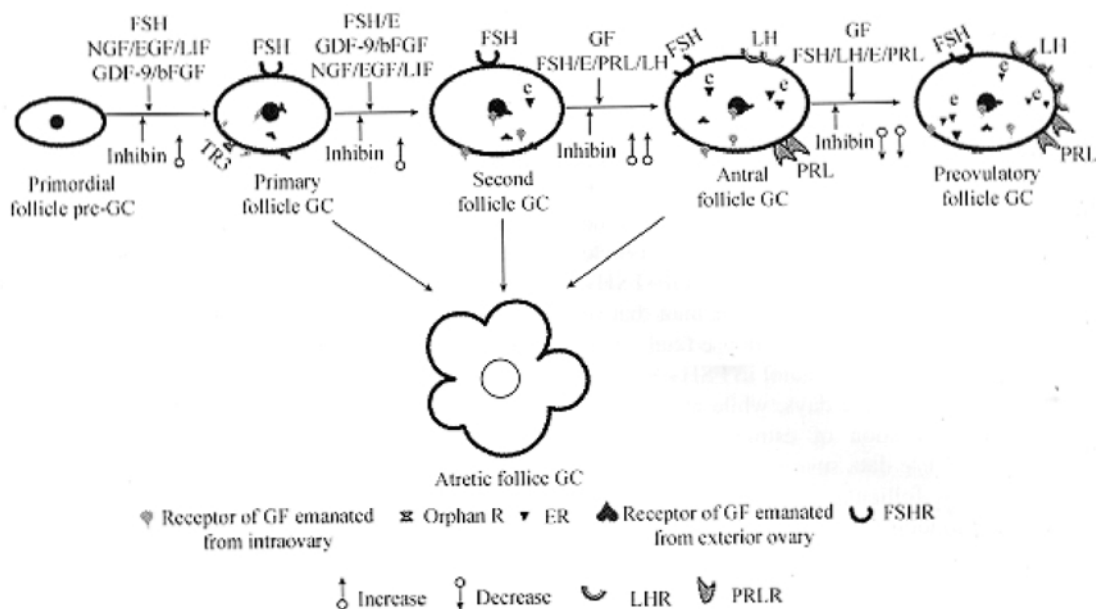 FSH
NGF/EGF/LIF
GDF-9/bFGF
FSH
FSH/E
GDF-9/bFGF
NGF/EGF/LIF
FSH
GF
FSH/E/PRL/LH
FSH
LH
GF
FSH/LH/E/PRL
FSH
LH
e
e
e
e
e
e
Inhibin
TR3
Inhibin
Inhibin
PRL
Inhibin
PRL
Primordial
follicle pre-GC
Primary
follicle GC
Second
follicle GC
Antral
follicle GC
Preovulatory
follicle GC
Atretic follice GC
Receptor of GF emanated
from intraovary
Orphan R
ER
Receptor of GF emanated
from exterior ovary
FSHR
Increase
Decrease
LHR
PRLR